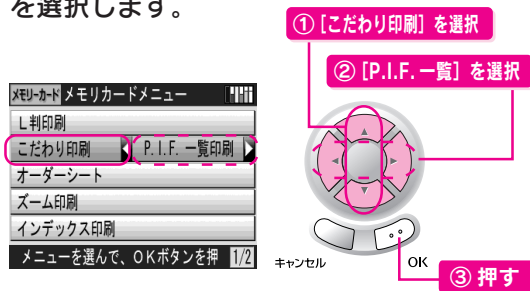 を選択します。
① [こだわり印刷] を選択
② [P.I.F. 一覧] を選択
メモリーカード メモリカードメニュー
L判印刷
こだわり印刷 P.I.F. 一覧印刷
オーダーシート
ズーム印刷
インデックス印刷
メニューを選んで、OKボタンを押 1/2
キャンセル OK
③ 押す